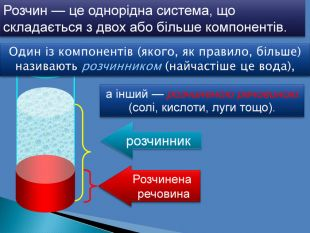 Розчин — це однорідна система, що
складається з двох або більше компонентів.
Один із компонентів (якого, як правило, більше)
називають розчинником (найчастіше це вода),
а інший — розчиненою речовиною
(солі, кислоти, луги тощо).
розчинник
Розчинена
речовина